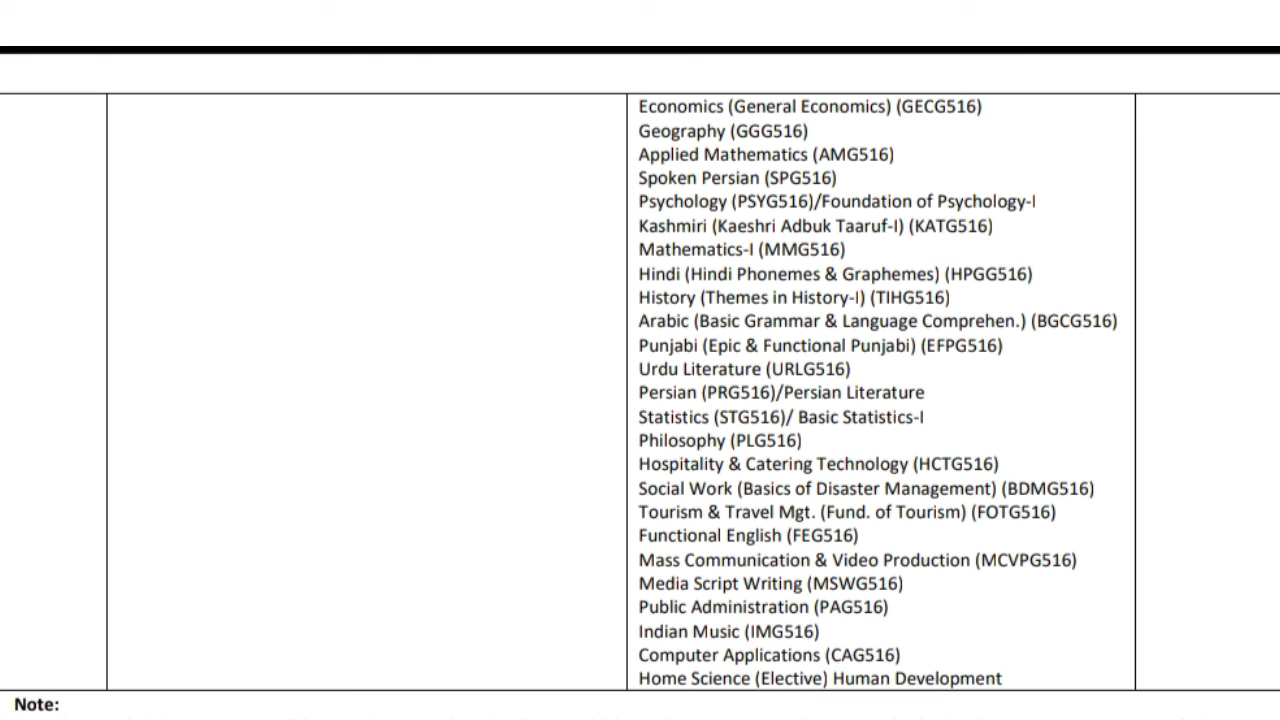 Economics (General Economics) (GECG516)
Geography (GGG516)
Applied Mathematics (AMG516)
Spoken Persian (SPG516)
Psychology (PSYG516)/Foundation of Psychology-I
Kashmiri (Kaeshri Adbuk Taaruf-I) (KATG516)
Mathematics-I (MMG516)
Hindi (Hindi Phonemes & Graphemes) (HPGG516)
History (Themes in History-I) (TIHG516)
Arabic (Basic Grammar & Language Comprehen.) (BGCG516)
Punjabi (Epic & Functional Punjabi) (EFPG516)
Urdu Literature (URLG516)
Persian (PRG516)/Persian Literature
Statistics (STG516)/ Basic Statistics-I
Philosophy (PLG516)
Hospitality & Catering Technology (HCTG516)
Social Work (Basics of Disaster Management) (BDMG516)
Tourism & Travel Mgt. (Fund. of Tourism) (FOTG516)
Functional English (FEG516)
Mass Communication & Video Production (MCVPG516)
Media Script Writing (MSWG516)
Public Administration (PAG516)
Indian Music (IMG516)
Computer Applications (CAG516)
Home Science (Elective) Human Development
Note: